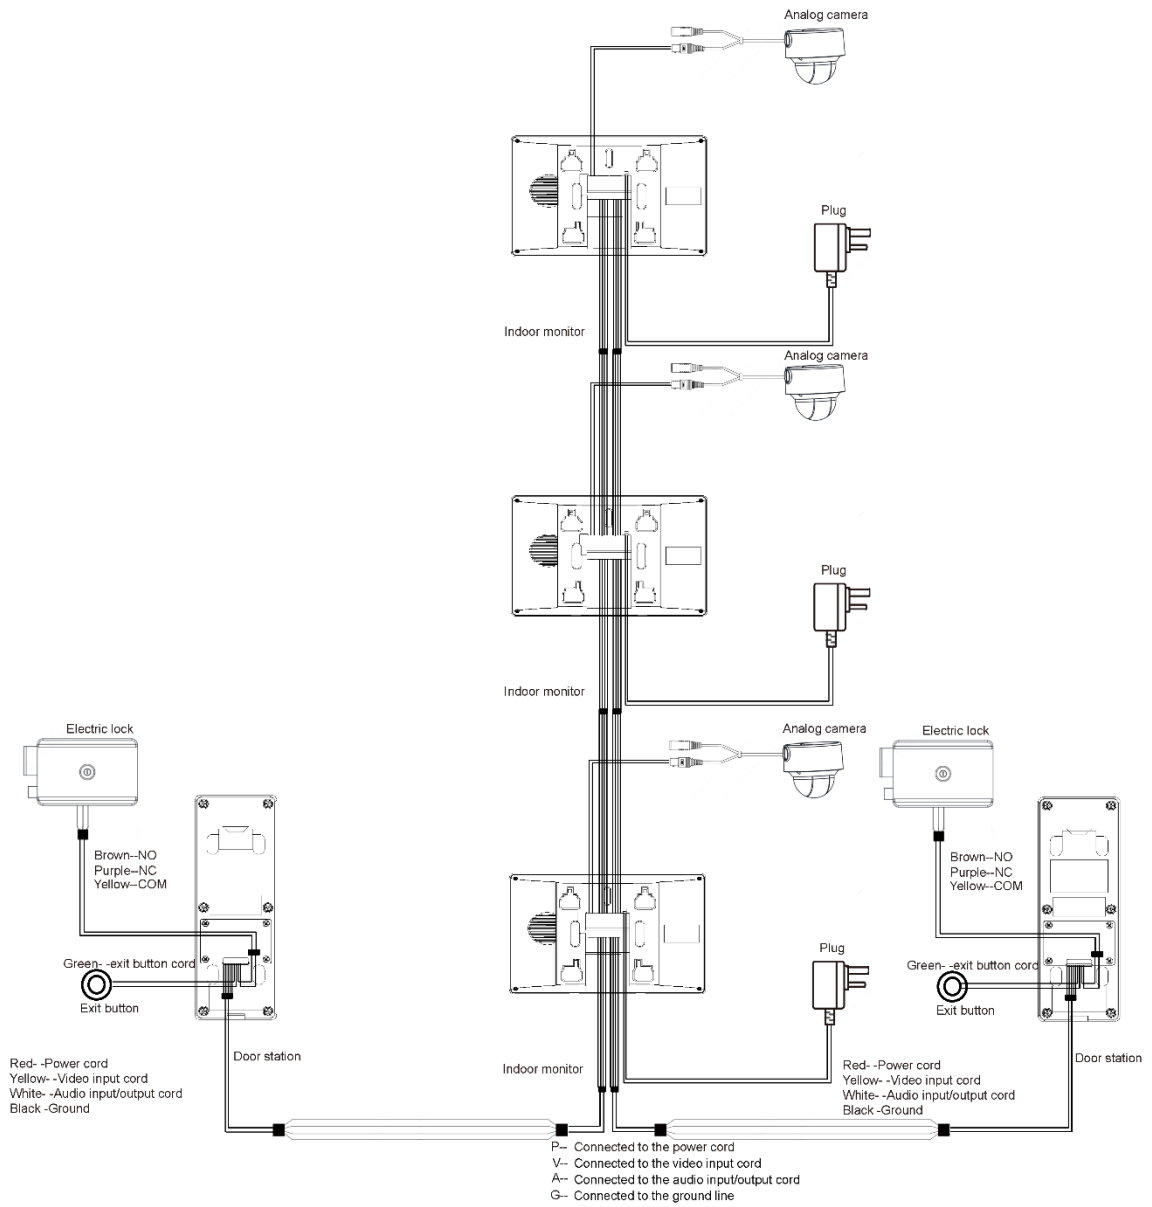 Analog camera
Plug
Indoor monitor
Analog camera
Plug
Indoor monitor
Electric lock
Analog camera
Electric lock
Brown--NO
Purple--NC
Yellow--COM
Brown--NO
Purple--NC
Yellow--COM
Plug
Green- -exit button cord
Exit button
Green- -exit button cord
Exit button
Door station
Indoor monitor
Door station
Red- -Power cord
Yellow- -Video input cord
White- -Audio input/output cord
Black -Ground
Red- -Power cord
Yellow- -Video input cord
White- -Audio input/output cord
Black -Ground
P-- Connected to the power cord
V-- Connected to the video input cord
A-- Connected to the audio input/output cord
G-- Connected to the ground line